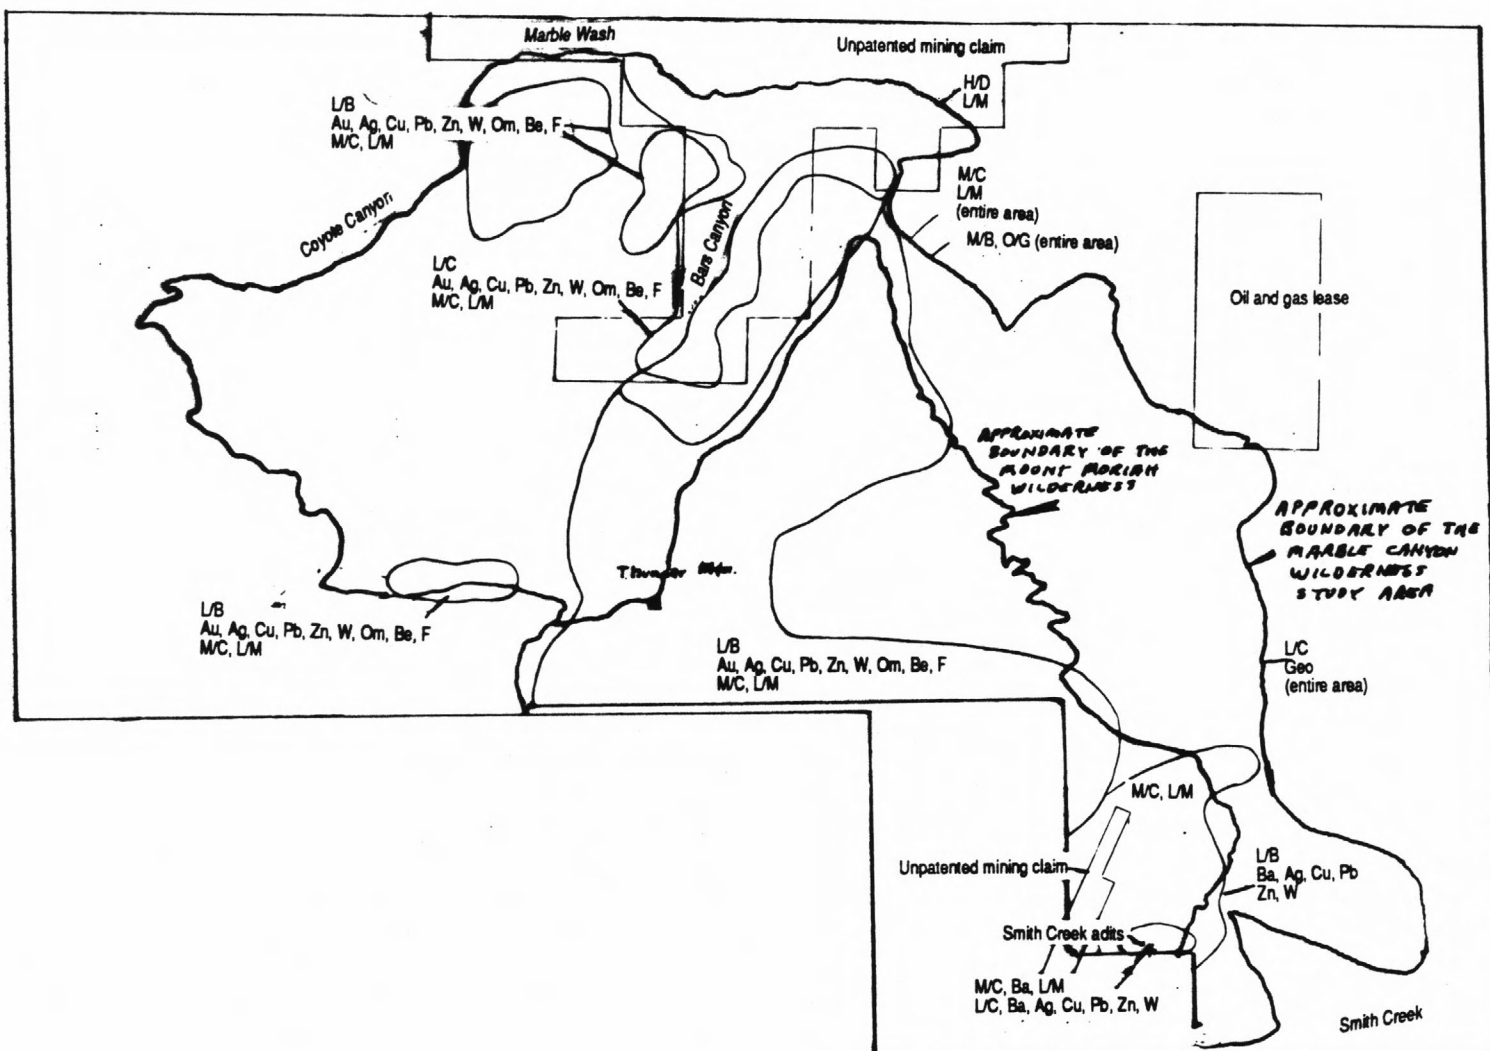 Marble Wash
Unpatented mining claim
H/D
L/M
L/B
Au, Ag, Cu, Pb, Zn, W, Om, Be, F
M/C, L/M
M/C
L/M
(entire area)
M/B, O/G (entire area)
Coyote Canyon
Bars Canyon
L/C
Au, Ag, Cu, Pb, Zn, W, Om, Be, F
M/C, L/M
Oil and gas lease
APPROXIMATE
BOUNDARY OF THE
MOUNT MORIAH
WILDERNESS
APPROXIMATE
BOUNDARY OF THE
MARBLE CANYON
WILDERNESS
STUDY AREA
Thunder Mtn.
L/B
Au, Ag, Cu, Pb, Zn, W, Om, Be, F
M/C, L/M
L/B
Au, Ag, Cu, Pb, Zn, W, Om, Be, F
M/C, L/M
L/C
Geo
(entire area)
M/C, L/M
Unpatented mining claim
L/B
Ba, Ag, Cu, Pb
Zn, W
Smith Creek adits
M/C, Ba, L/M
L/C, Ba, Ag, Cu, Pb, Zn, W
Smith Creek